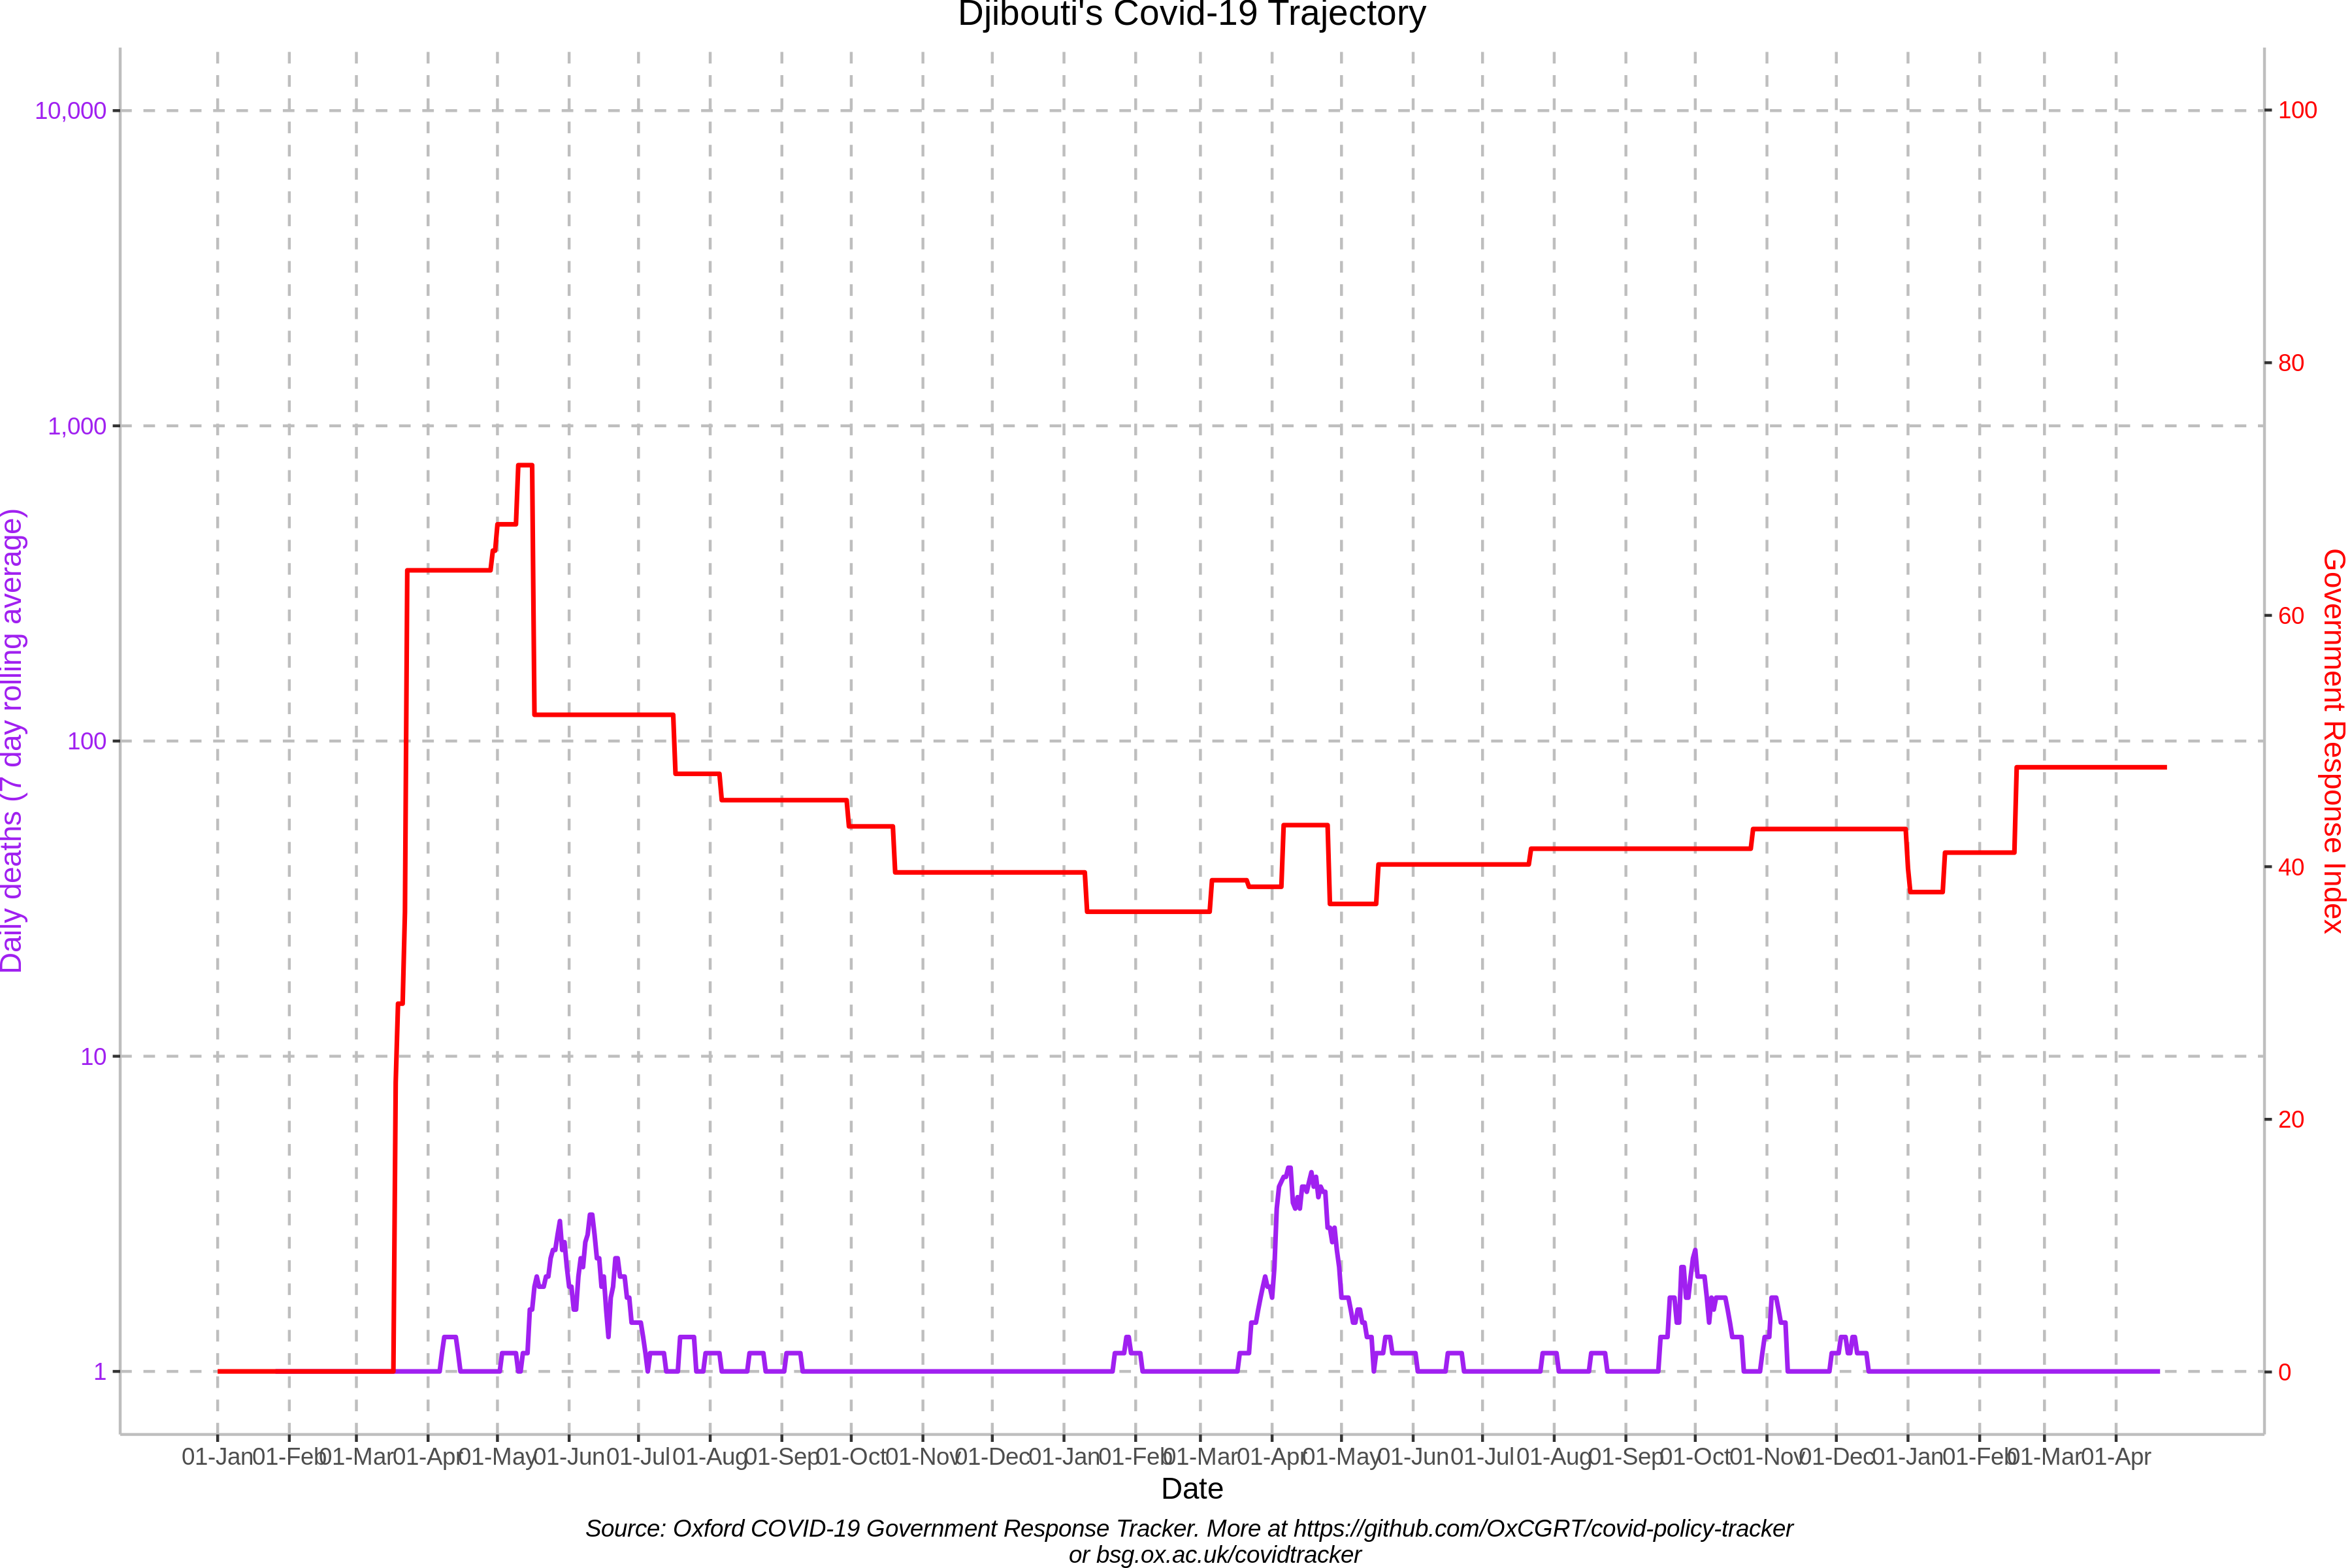 Djibouti's Covid-19 Trajectory
Daily deaths (7 day rolling average)
10,000
1,000
100
10
1
Government Response Index
100
80
60
40
20
0
01-Jan 01-Feb 01-Mar 01-Apr 01-May 01-Jun 01-Jul 01-Aug 01-Sep 01-Oct 01-Nov 01-Dec 01-Jan 01-Feb 01-Mar 01-Apr 01-May 01-Jun 01-Jul 01-Aug 01-Sep 01-Oct 01-Nov 01-Dec 01-Jan 01-Feb 01-Mar 01-Apr
Date
Source: Oxford COVID-19 Government Response Tracker. More at https://github.com/OxCGRT/covid-policy-tracker
or bsg.ox.ac.uk/covidtracker